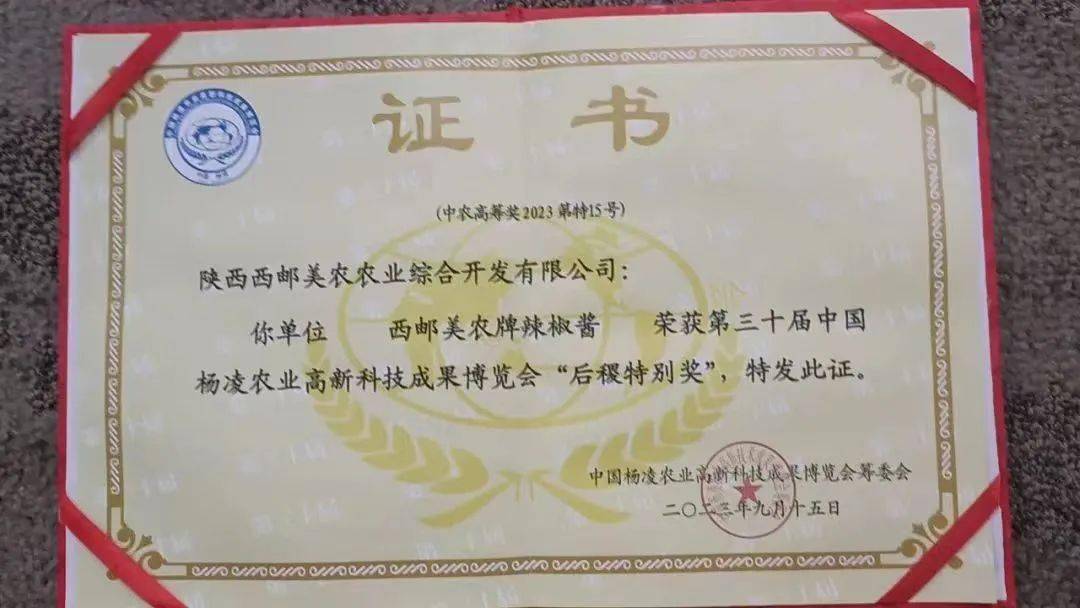 证 书
(中农高筹奖2023第特15号)
陕西西邮美农农业综合开发有限公司：
你单位 西邮美农牌辣椒酱 荣获第三十届中国
杨凌农业高新科技成果博览会“后稷特别奖”，特发此证。
中国杨凌农业高新科技成果博览会筹委会
二〇二三年九月十五日